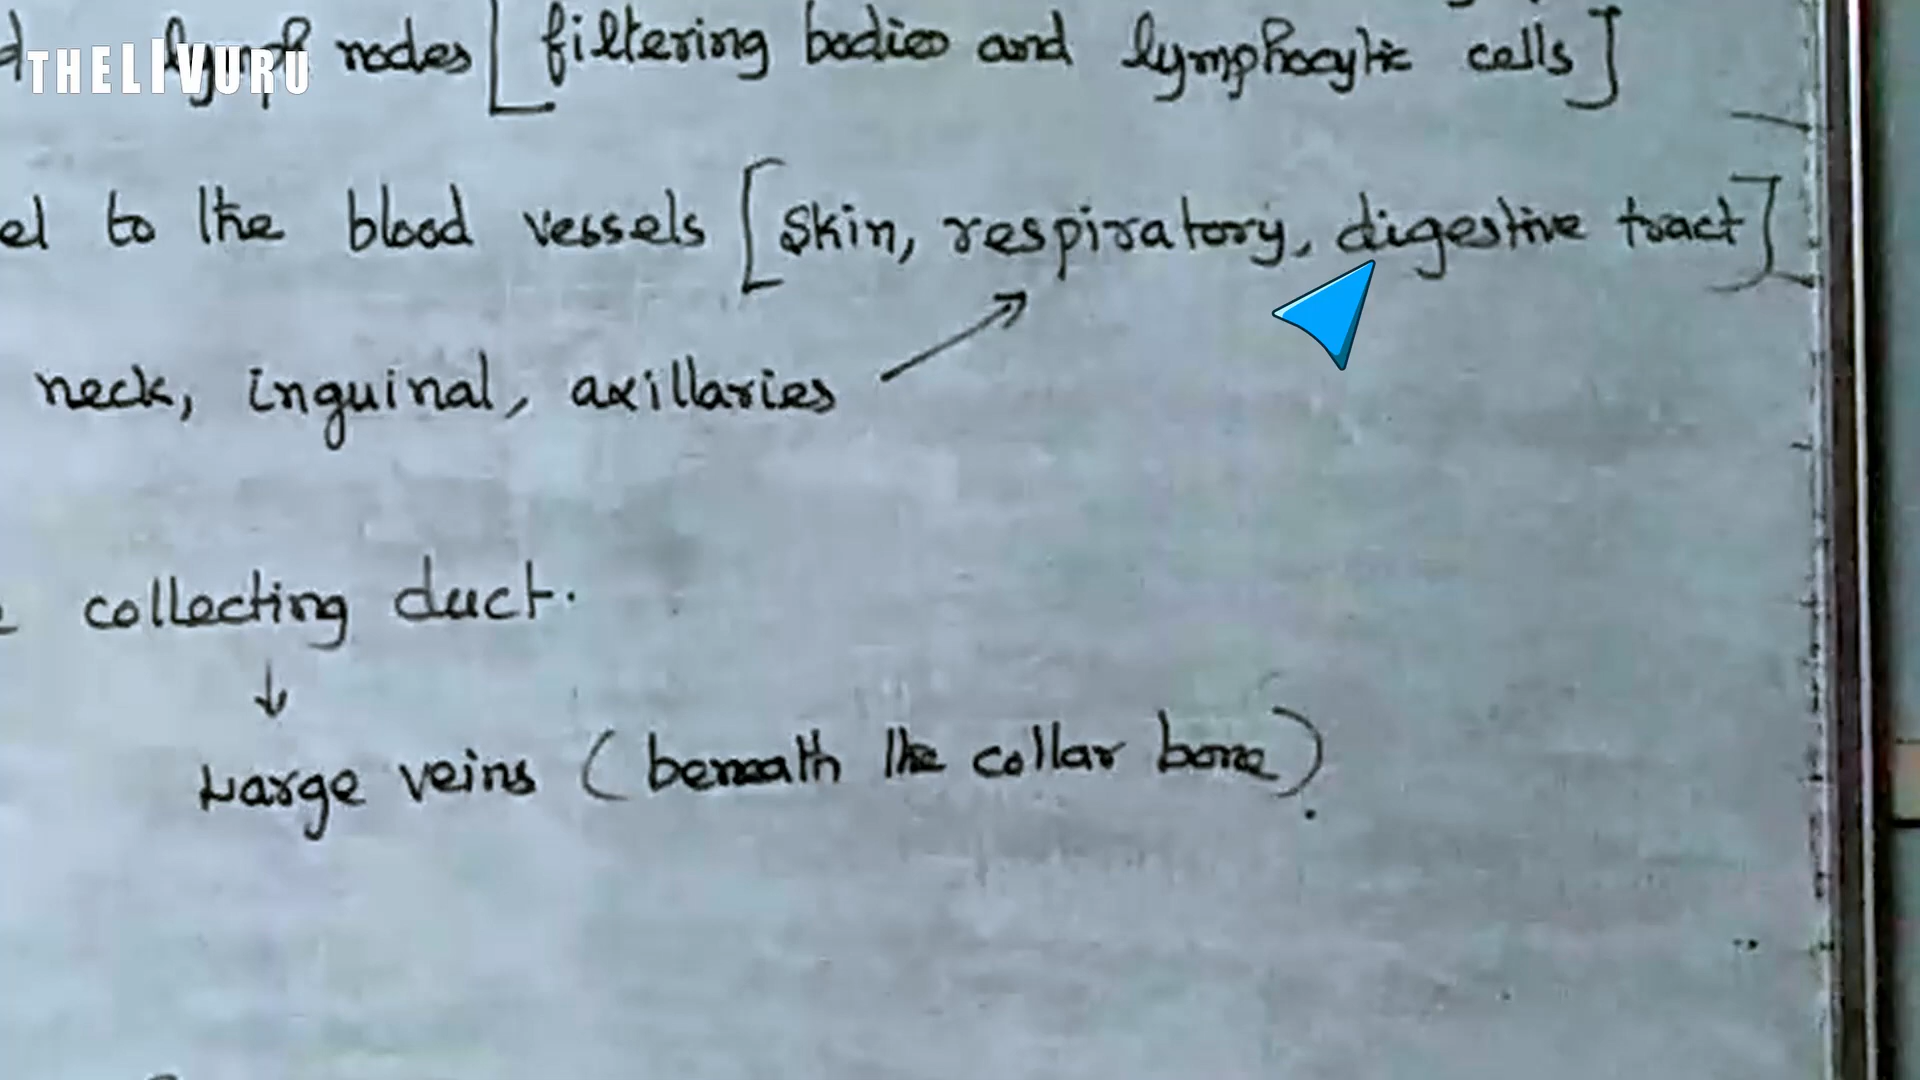 THELIVURU
lymph nodes [filtering bodies and lymphocytic cells]
to the blood vessels [Skin, respiratory, digestive tract]
neck, inguinal, axillaries ↗
collecting duct.
↓
Large veins (beneath the collar bone).